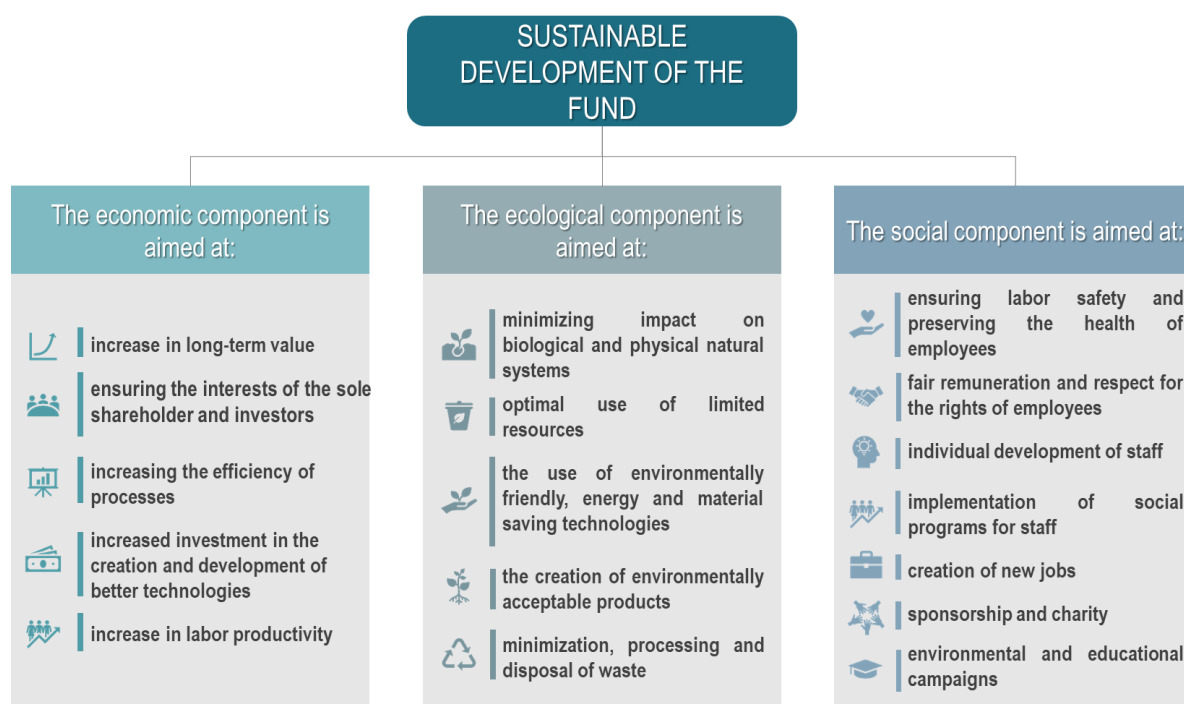 SUSTAINABLE
DEVELOPMENT OF THE
FUND
The economic component is
aimed at:
increase in long-term value
ensuring the interests of the sole
shareholder and investors
increasing the efficiency of
processes
increased investment in the
creation and development of
better technologies
increase in labor productivity
The ecological component is
aimed at:
minimizing impact on
biological and physical natural
systems
optimal use of limited
resources
the use of environmentally
friendly, energy and material
saving technologies
the creation of environmentally
acceptable products
minimization, processing and
disposal of waste
The social component is aimed at:
ensuring labor safety and
preserving the health of
employees
fair remuneration and respect for
the rights of employees
individual development of staff
implementation of social
programs for staff
creation of new jobs
sponsorship and charity
environmental and educational
campaigns